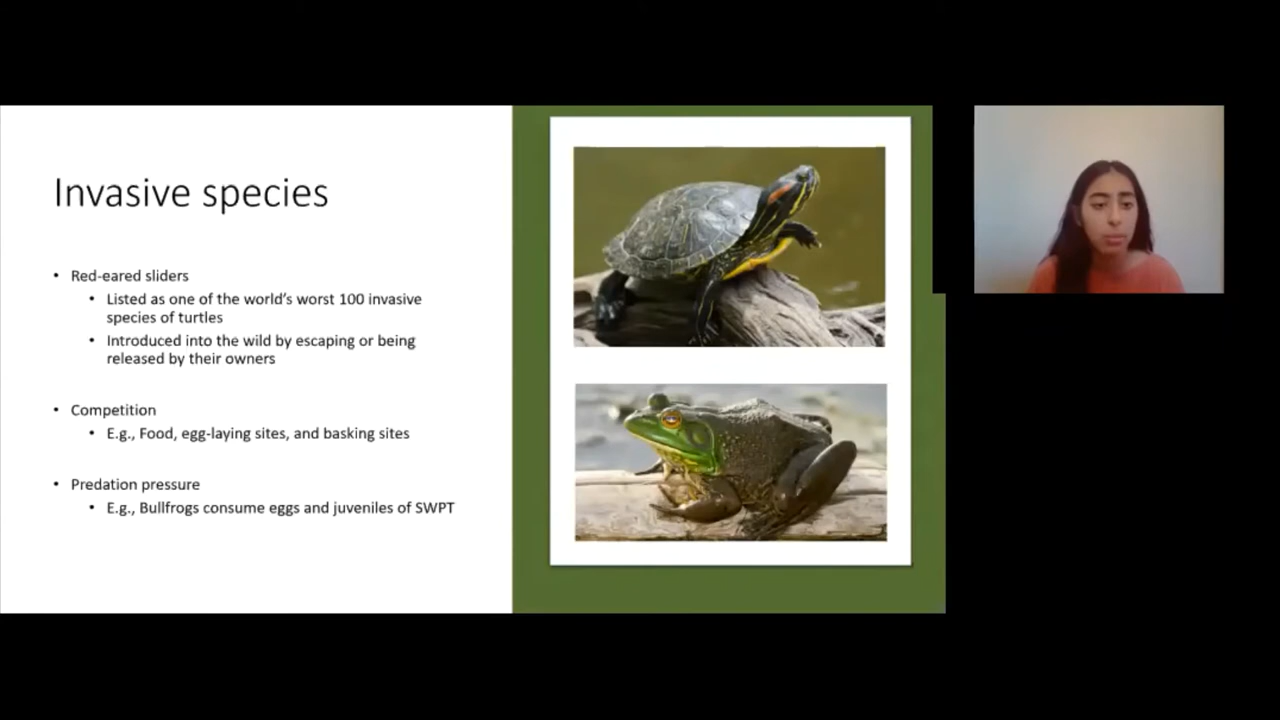 Invasive species
• Red-eared sliders
• Listed as one of the world's worst 100 invasive
species of turtles
• Introduced into the wild by escaping or being
released by their owners
• Competition
• E.g., Food, egg-laying sites, and basking sites
• Predation pressure
• E.g., Bullfrogs consume eggs and juveniles of SWPT